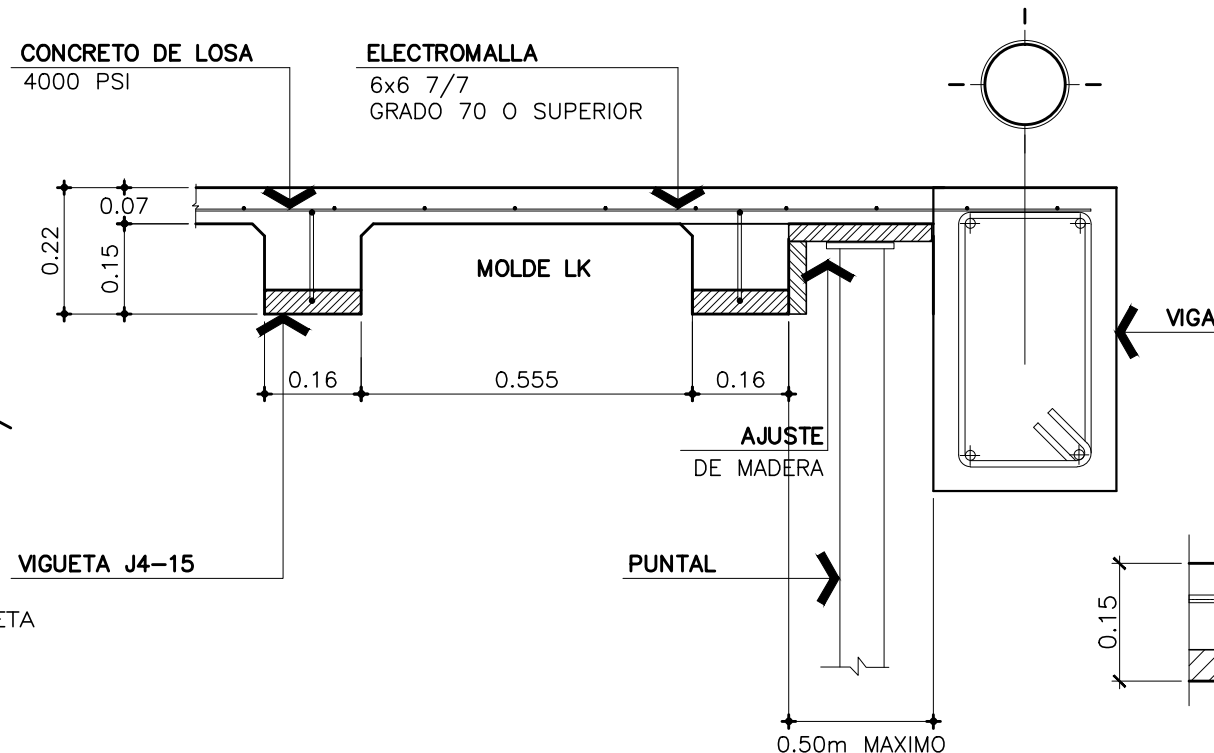 CONCRETO DE LOSA
4000 PSI
ELECTROMALLA
6x6 7/7
GRADO 70 O SUPERIOR
0.07
0.22
0.15
MOLDE LK
VIGA
0.16
0.555
0.16
AJUSTE
DE MADERA
VIGUETA J4-15
PUNTAL
ETA
0.15
0.50m MAXIMO